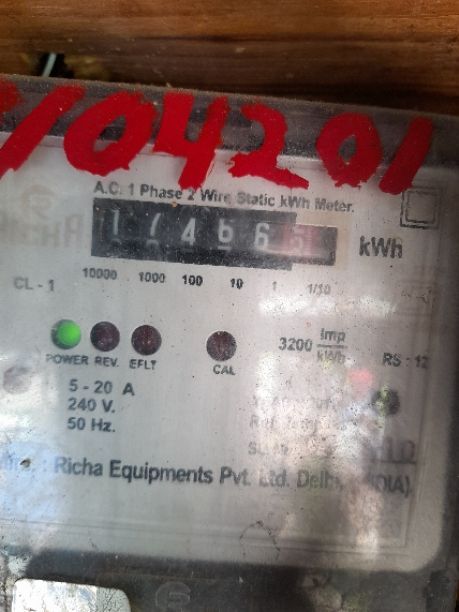 104201
A.C. 1 Phase 2 Wire Static kWh Meter.
174665 kWh
10000 1000 100 10 1 1/10
CL - 1
3200 Imp/kWh
POWER REV. EFLT CAL
RS : 12
5 - 20 A
240 V.
50 Hz.
: Richa Equipments Pvt. Ltd. Delhi